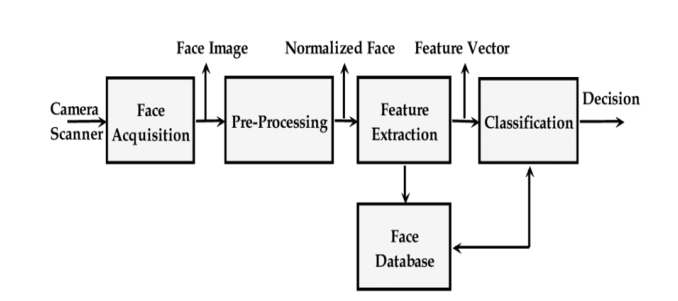 Face Image
Normalized Face
Feature Vector
Camera
Scanner
Face
Acquisition
Pre-Processing
Feature
Extraction
Classification
Decision
Face
Database